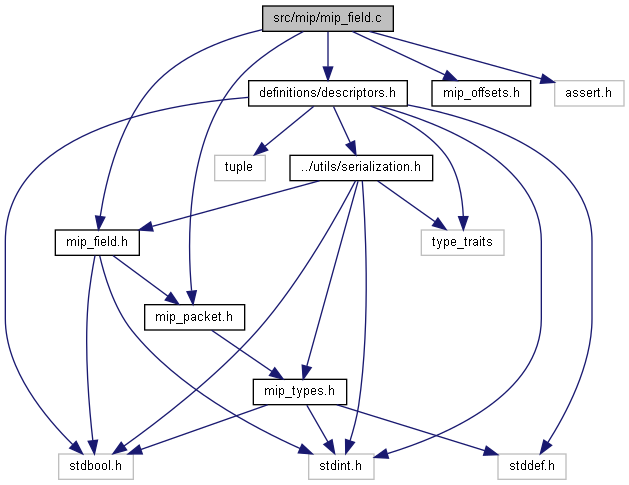 src/mip/mip_field.c
definitions/descriptors.h
mip_offsets.h
assert.h
tuple
../utils/serialization.h
mip_field.h
type_traits
mip_packet.h
mip_types.h
stdbool.h
stdint.h
stddef.h